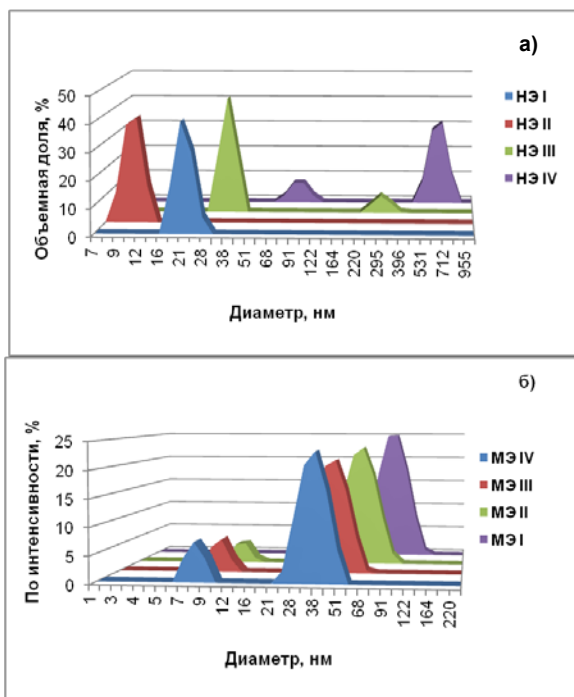 а)
50
40
30
20
10
0
Объемная доля, %
7 9 12 16 21 28 38 51 68 91 122 164 220 295 396 531 712 955
Диаметр, нм
НЭ I
НЭ II
НЭ III
НЭ IV
б)
25
20
15
10
5
0
По интенсивности, %
1 3 4 5 7 9 12 16 21 28 38 51 68 91 122 164 220
Диаметр, нм
МЭ IV
МЭ III
МЭ II
МЭ I